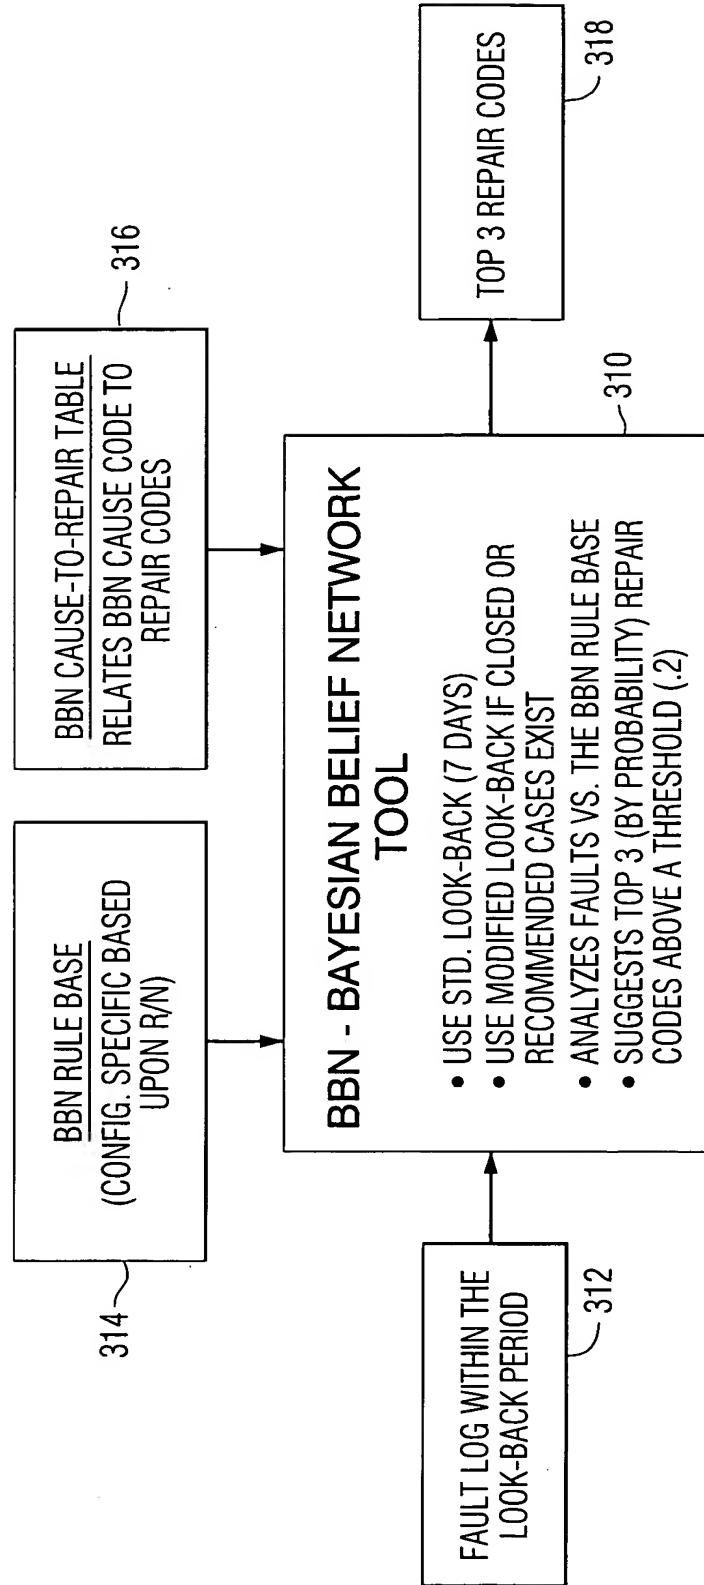 BBN RULE BASE
(CONFIG. SPECIFIC BASED
UPON R/N)
314
BBN CAUSE-TO-REPAIR TABLE
RELATES BBN CAUSE CODE TO
REPAIR CODES
316
FAULT LOG WITHIN THE
LOOK-BACK PERIOD
312
BBN - BAYESIAN BELIEF NETWORK
TOOL
• USE STD. LOOK-BACK (7 DAYS)
• USE MODIFIED LOOK-BACK IF CLOSED OR
RECOMMENDED CASES EXIST
• ANALYZES FAULTS VS. THE BBN RULE BASE
• SUGGESTS TOP 3 (BY PROBABILITY) REPAIR
CODES ABOVE A THRESHOLD (.2)
310
TOP 3 REPAIR CODES
318